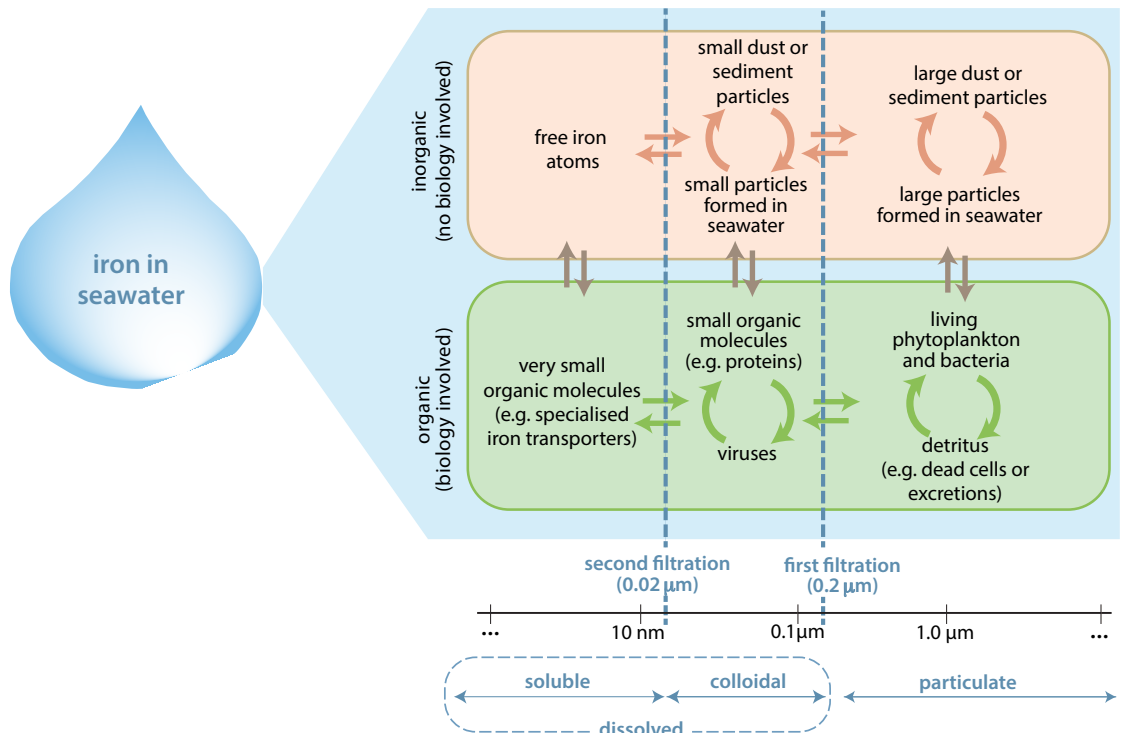 iron in
seawater
inorganic
(no biology involved)
free iron
atoms
small dust or
sediment
particles
small particles
formed in
seawater
large dust or
sediment particles
large particles
formed in seawater
organic
(biology involved)
very small
organic molecules
(e.g. specialised
iron transporters)
small organic
molecules
(e.g. proteins)
viruses
living
phytoplankton
and bacteria
detritus
(e.g. dead cells or
excretions)
second filtration
(0.02 µm)
first filtration
(0.2 µm)
...
10 nm
0.1µm
1.0 µm
...
soluble
colloidal
particulate
dissolved